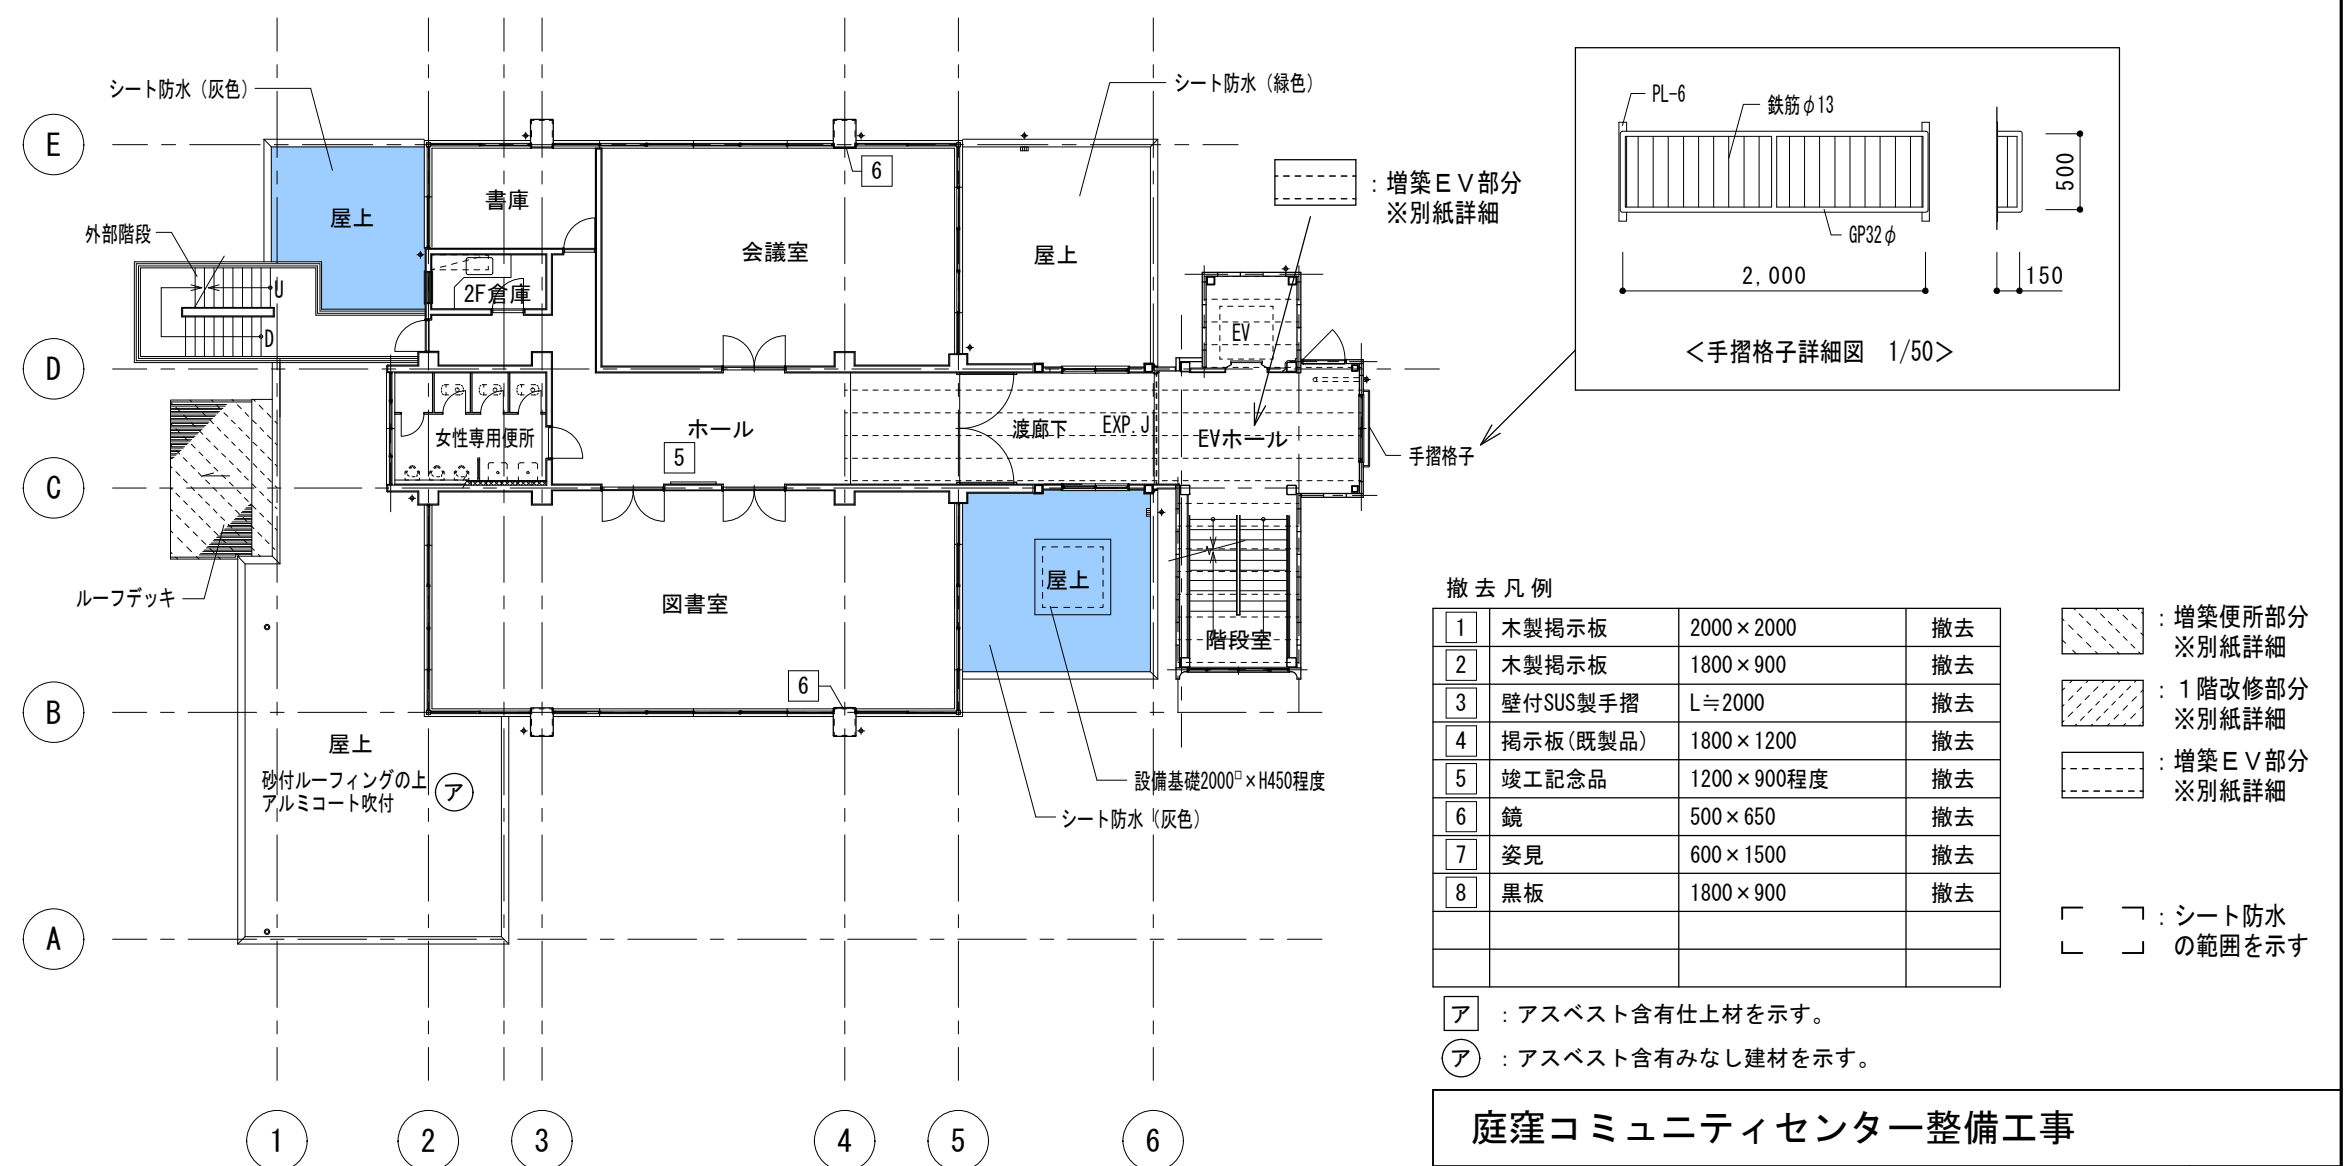 シート防水（灰色）
シート防水（緑色）
E
D
C
B
A
屋上
書庫
会議室
6
屋上
外部階段
U
D
2F倉庫
：増築ＥＶ部分
※別紙詳細
PL-6
鉄筋φ13
GP32φ
500
2,000
150
＜手摺格子詳細図　1/50＞
EV
女性専用便所
ホール
5
渡廊下
EXP.J
EVホール
手摺格子
ルーフデッキ
図書室
屋上
階段室
6
屋上
砂付ルーフィングの上
アルミコート吹付
ア
設備基礎2000□×H450程度
シート防水（灰色）
撤去凡例
1 木製掲示板 2000×2000 撤去
2 木製掲示板 1800×900 撤去
3 壁付SUS製手摺 L≒2000 撤去
4 掲示板(既製品) 1800×1200 撤去
5 竣工記念品 1200×900程度 撤去
6 鏡 500×650 撤去
7 姿見 600×1500 撤去
8 黒板 1800×900 撤去
：増築便所部分
※別紙詳細
：１階改修部分
※別紙詳細
：増築ＥＶ部分
※別紙詳細
：シート防水
の範囲を示す
ア ：アスベスト含有仕上材を示す。
ア ：アスベスト含有みなし建材を示す。
1 2 3 4 5 6
庭窪コミュニティセンター整備工事